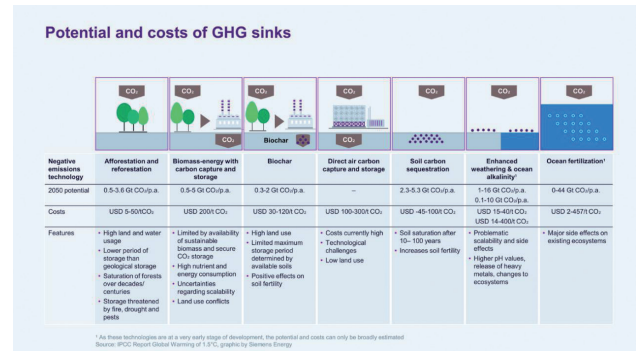 Potential and costs of GHG sinks
CO₂ CO₂ CO₂ CO₂ CO₂ CO₂ CO₂
CO₂ Biochar CO₂
Negative emissions technology
Afforestation and reforestation
Biomass-energy with carbon capture and storage
Biochar
Direct air carbon capture and storage
Soil carbon sequestration
Enhanced weathering & ocean alkalinity¹
Ocean fertilization¹
2050 potential
0.5-3.6 Gt CO₂/p.a.
0.5-5 Gt CO₂/p.a.
0.3-2 Gt CO₂/p.a.
–
2.3-5.3 Gt CO₂/p.a.
1-16 Gt CO₂/p.a.
0.1-10 Gt CO₂/p.a.
0-44 Gt CO₂/p.a.
Costs
USD 5-50/tCO₂
USD 200/t CO₂
USD 30-120/t CO₂
USD 100-300/t CO₂
USD -45-100/t CO₂
USD 15-40/t CO₂
USD 14-400/t CO₂
USD 2-457/t CO₂
Features
• High land and water usage
• Lower period of storage than geological storage
• Saturation of forests over decades/ centuries
• Storage threatened by fire, drought and pests
• Limited by availability of sustainable biomass and secure CO₂ storage
• High nutrient and energy consumption
• Uncertainties regarding scalability
• Land use conflicts
• High land use
• Limited maximum storage period determined by available soils
• Positive effects on soil fertility
• Costs currently high
• Technological challenges
• Low land use
• Soil saturation after 10– 100 years
• Increases soil fertility
• Problematic scalability and side effects
• Higher pH values, release of heavy metals, changes to ecosystems
• Major side effects on existing ecosystems
¹ As these technologies are at a very early stage of development, the potential and costs can only be broadly estimated
Source: IPCC Report Global Warming of 1.5°C, graphic by Siemens Energy